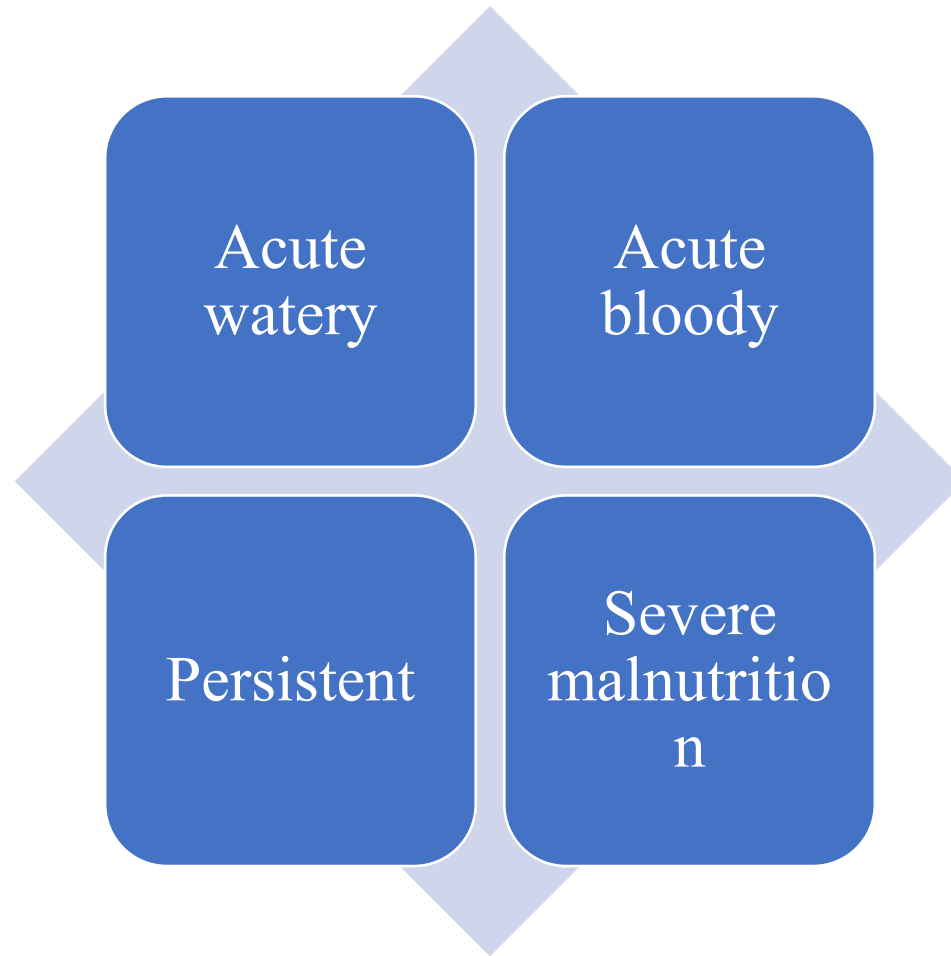 Acute
watery
Acute
bloody
Persistent
Severe
malnutritio
n